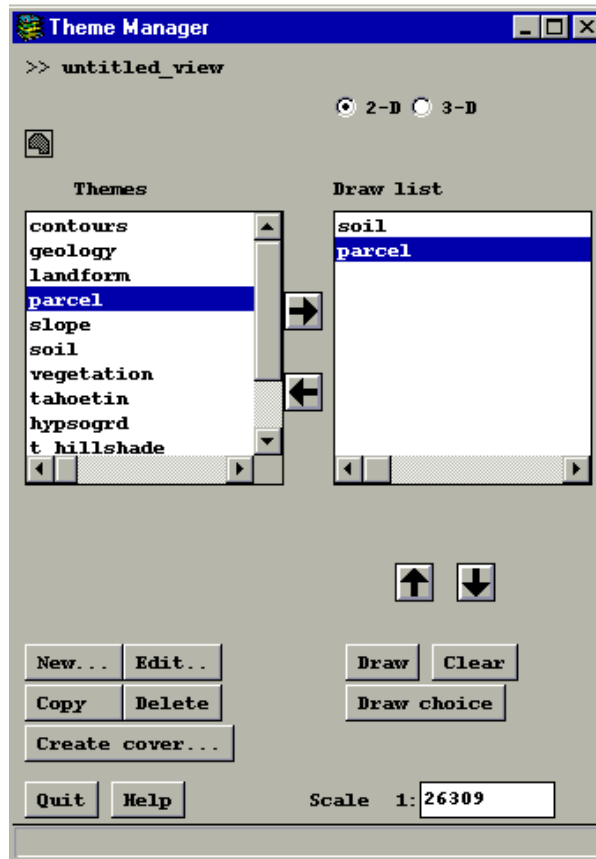 Theme Manager
>> untitled_view
2-D 3-D
Themes
contours
geology
landform
parcel
slope
soil
vegetation
tahoetin
hypsogrd
t_hillshade
Draw list
soil
parcel
New... Edit..
Copy Delete
Create cover...
Draw Clear
Draw choice
Quit Help
Scale 1: 26309